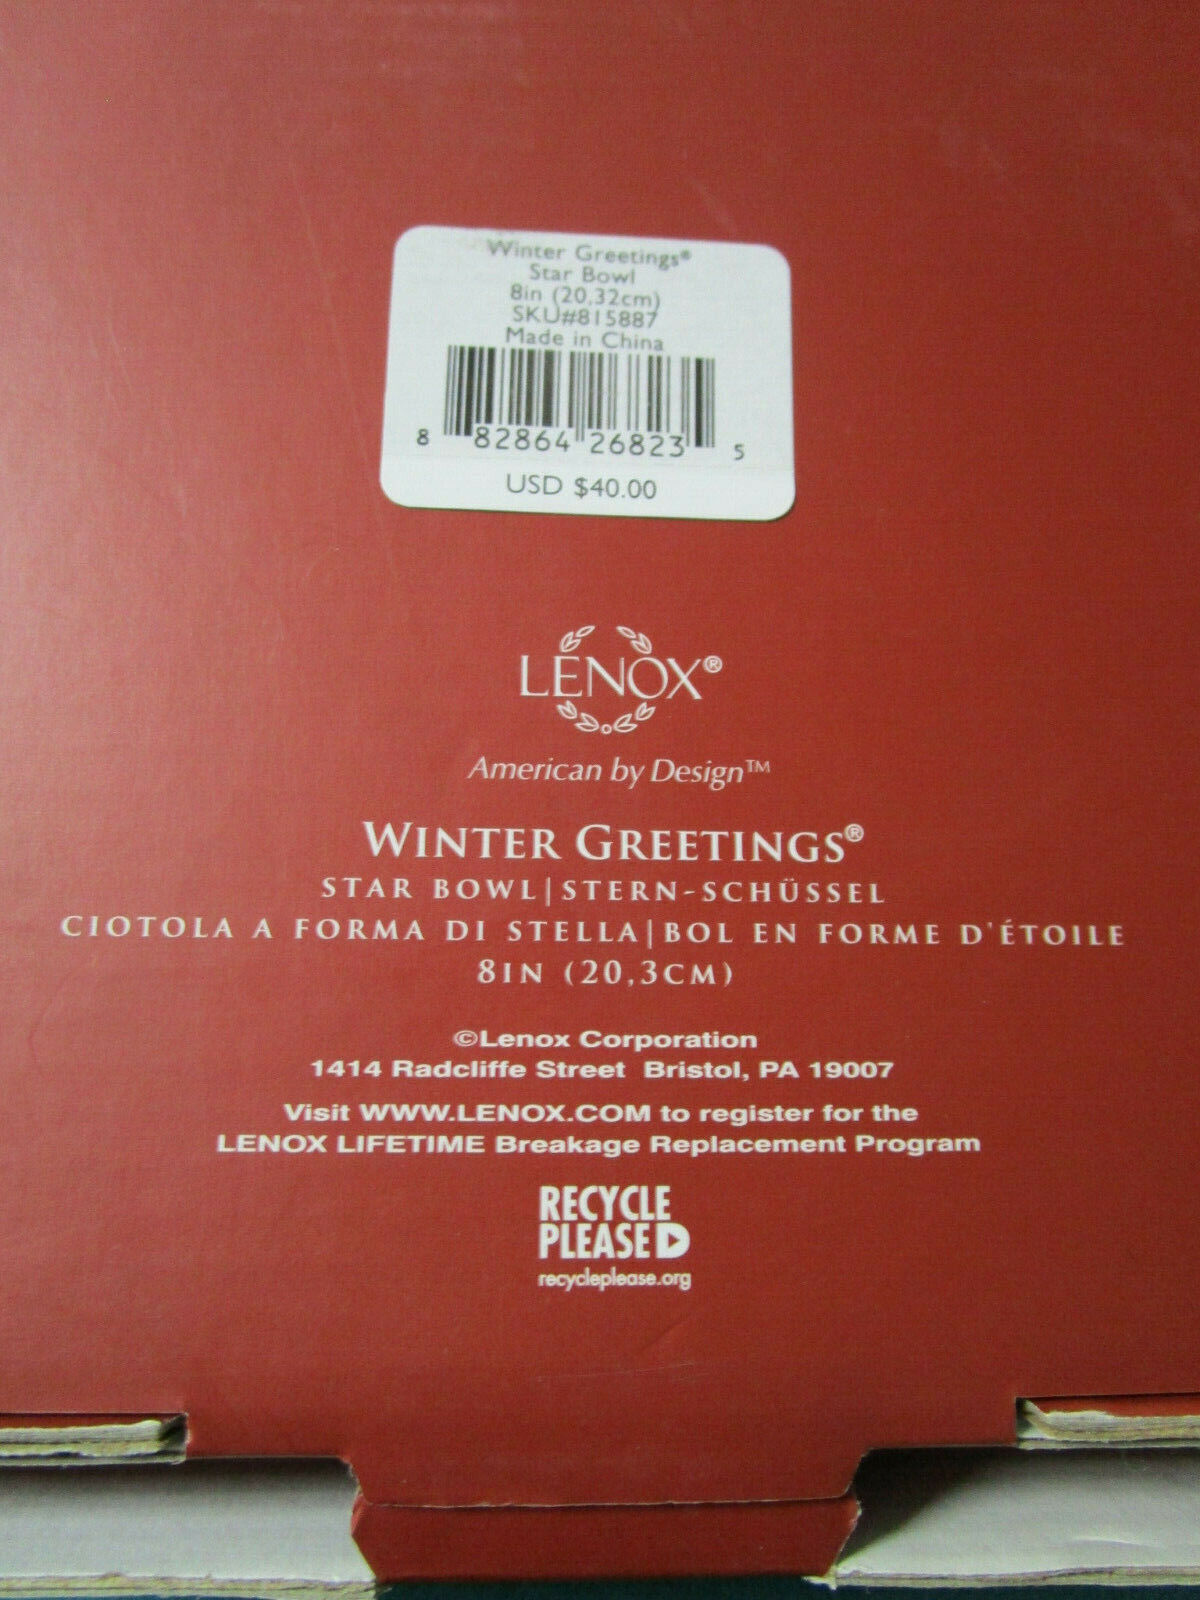 Winter Greetings®
Star Bowl
8in (20,32cm)
SKU#815887
Made in China
8 82864 26823 5
USD $40.00
LENOX®
American by Design™
WINTER GREETINGS®
STAR BOWL|STERN-SCHÜSSEL
CIOTOLA A FORMA DI STELLA|BOL EN FORME D'ÉTOILE
8IN (20,3CM)
©Lenox Corporation
1414 Radcliffe Street Bristol, PA 19007
Visit WWW.LENOX.COM to register for the
LENOX LIFETIME Breakage Replacement Program
RECYCLE
PLEASE
recycleplease.org